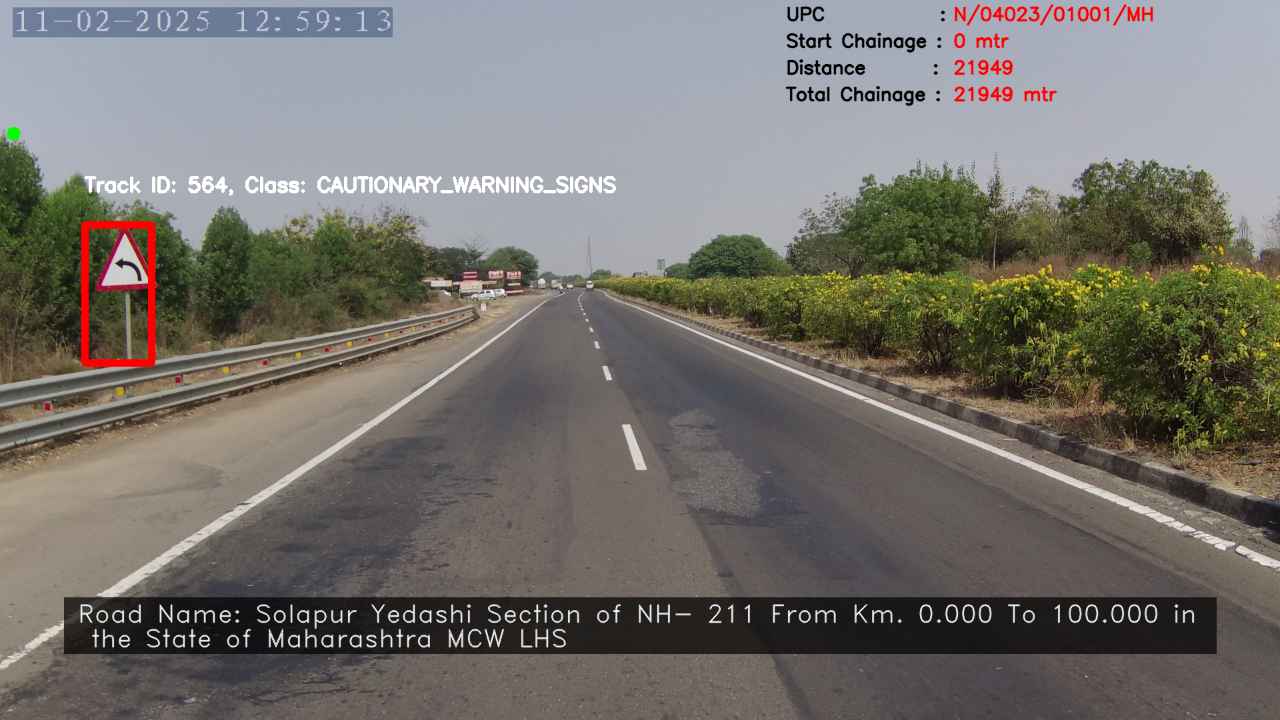 11-02-2025 12:59:13
UPC : N/04023/01001/MH
Start Chainage : 0 mtr
Distance : 21949
Total Chainage : 21949 mtr
Track ID: 564, Class: CAUTIONARY_WARNING_SIGNS
Road Name: Solapur Yedashi Section of NH- 211 From Km. 0.000 To 100.000 in
the State of Maharashtra MCW LHS